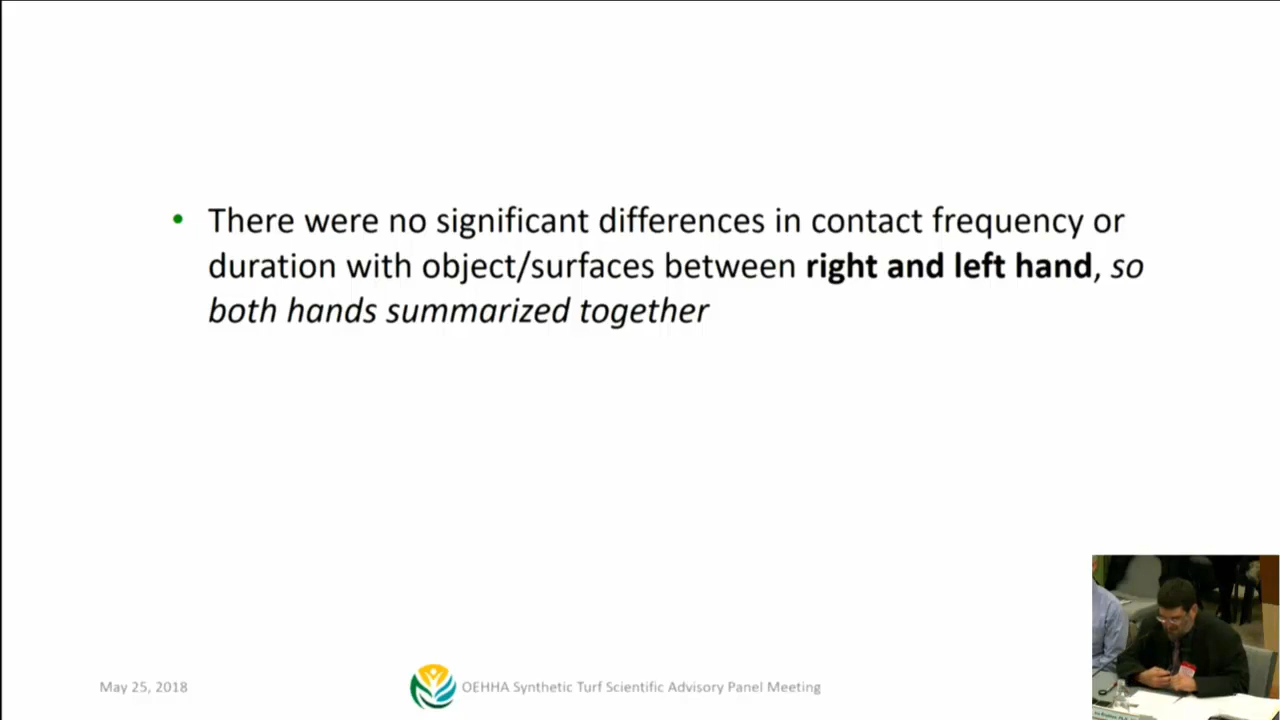 • There were no significant differences in contact frequency or
duration with object/surfaces between right and left hand, so
both hands summarized together
May 25, 2018
OEHHA Synthetic Turf Scientific Advisory Panel Meeting